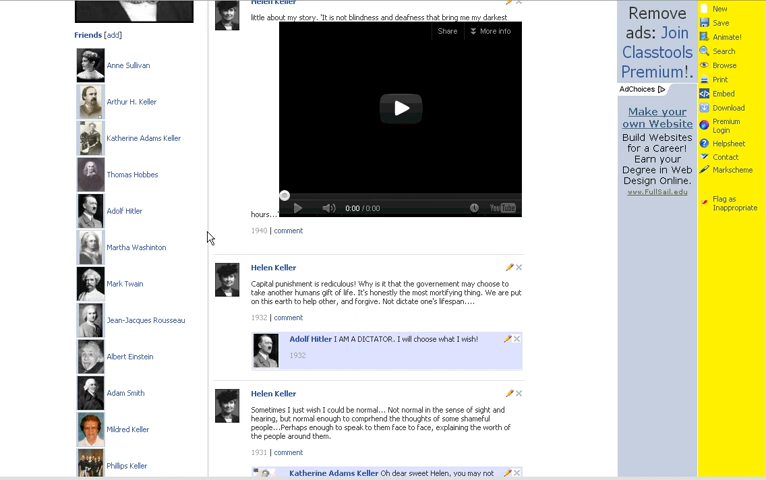 Friends [add]
Anne Sullivan
Arthur H. Keller
Katherine Adams Keller
Thomas Hobbes
Adolf Hitler
Martha Washinton
Mark Twain
Jean-Jacques Rousseau
Albert Einstein
Adam Smith
Mildred Keller
Phillips Keller
Helen Keller
little about my story. 'It is not blindness and deafness that bring me my darkest
Share More info
0:00 / 0:00
YouTube
hours...'
1940 | comment
Helen Keller
Capital punishment is rediculous! Why is it that the governement may choose to
take another humans gift of life. It's honestly the most mortifying thing. We are put
on this earth to help other, and forgive. Not dictate one's lifespan....
1932 | comment
Adolf Hitler I AM A DICTATOR. I will choose what I wish!
1932
Helen Keller
Sometimes I just wish I could be normal... Not normal in the sense of sight and
hearing, but normal enough to comprhend the thoughts of some shameful
people...Perhaps enough to speak to them face to face, explaining the worth of
the people around them.
1931 | comment
Katherine Adams Keller Oh dear sweet Helen, you may not
Remove
ads: Join
Classtools
Premium!.
AdChoices
Make your
own Website
Build Websites
for a Career!
Earn your
Degree in Web
Design Online.
www.FullSail.edu
New
Save
Animate!
Search
Browse
Print
Embed
Download
Premium
Login
Helpsheet
Contact
Markscheme
Flag as
Inappropriate